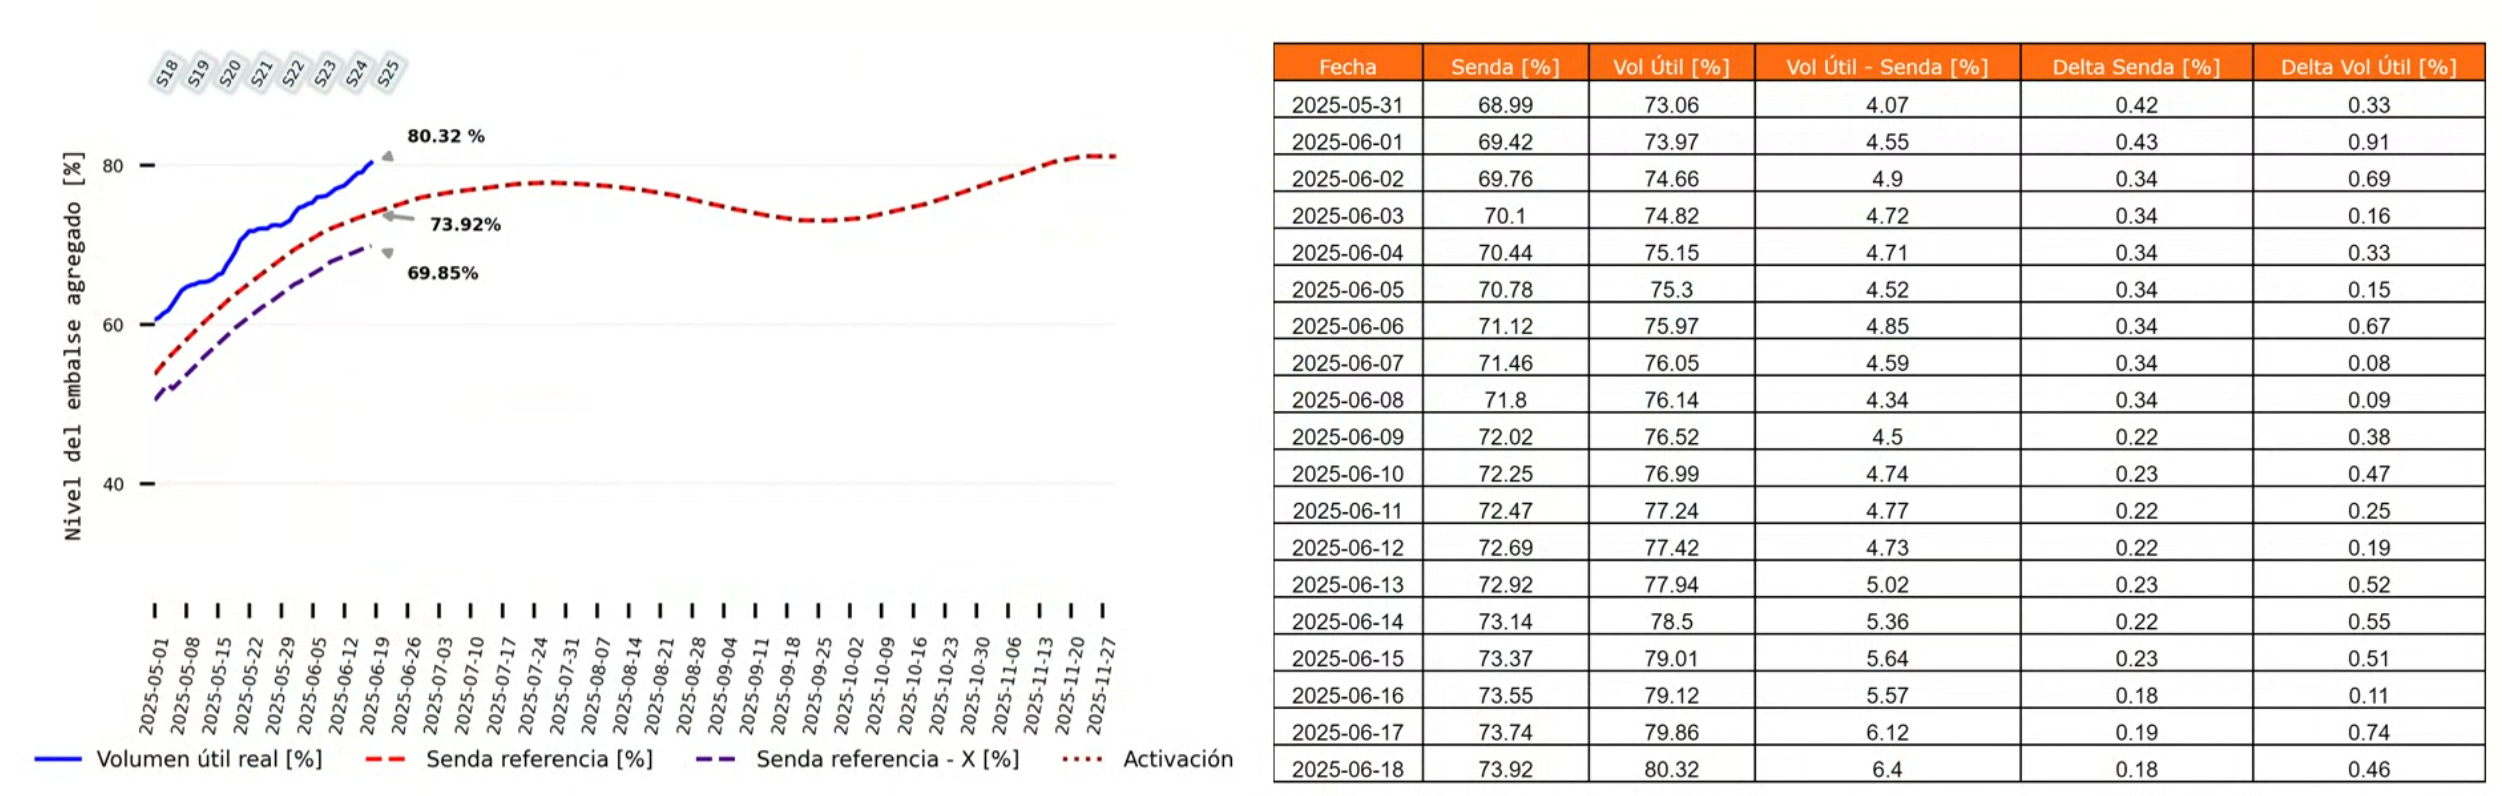 S18 S19 S20 S21 S22 S23 S24 S25
80.32 %
73.92%
69.85%
Nivel del embalse agregado [%]
80
60
40
2025-05-01 2025-05-08 2025-05-15 2025-05-22 2025-05-29 2025-06-05 2025-06-12 2025-06-19 2025-06-26 2025-07-03 2025-07-10 2025-07-17 2025-07-24 2025-07-31 2025-08-07 2025-08-14 2025-08-21 2025-08-28 2025-09-04 2025-09-11 2025-09-18 2025-09-25 2025-10-02 2025-10-09 2025-10-16 2025-10-23 2025-10-30 2025-11-06 2025-11-13 2025-11-20 2025-11-27
Volumen útil real [%] Senda referencia [%] Senda referencia - X [%] Activación
Fecha Senda [%] Vol Útil [%] Vol Útil - Senda [%] Delta Senda [%] Delta Vol Útil [%]
2025-05-31 68.99 73.06 4.07 0.42 0.33
2025-06-01 69.42 73.97 4.55 0.43 0.91
2025-06-02 69.76 74.66 4.9 0.34 0.69
2025-06-03 70.1 74.82 4.72 0.34 0.16
2025-06-04 70.44 75.15 4.71 0.34 0.33
2025-06-05 70.78 75.3 4.52 0.34 0.15
2025-06-06 71.12 75.97 4.85 0.34 0.67
2025-06-07 71.46 76.05 4.59 0.34 0.08
2025-06-08 71.8 76.14 4.34 0.34 0.09
2025-06-09 72.02 76.52 4.5 0.22 0.38
2025-06-10 72.25 76.99 4.74 0.23 0.47
2025-06-11 72.47 77.24 4.77 0.22 0.25
2025-06-12 72.69 77.42 4.73 0.22 0.19
2025-06-13 72.92 77.94 5.02 0.23 0.52
2025-06-14 73.14 78.5 5.36 0.22 0.55
2025-06-15 73.37 79.01 5.64 0.23 0.51
2025-06-16 73.55 79.12 5.57 0.18 0.11
2025-06-17 73.74 79.86 6.12 0.19 0.74
2025-06-18 73.92 80.32 6.4 0.18 0.46